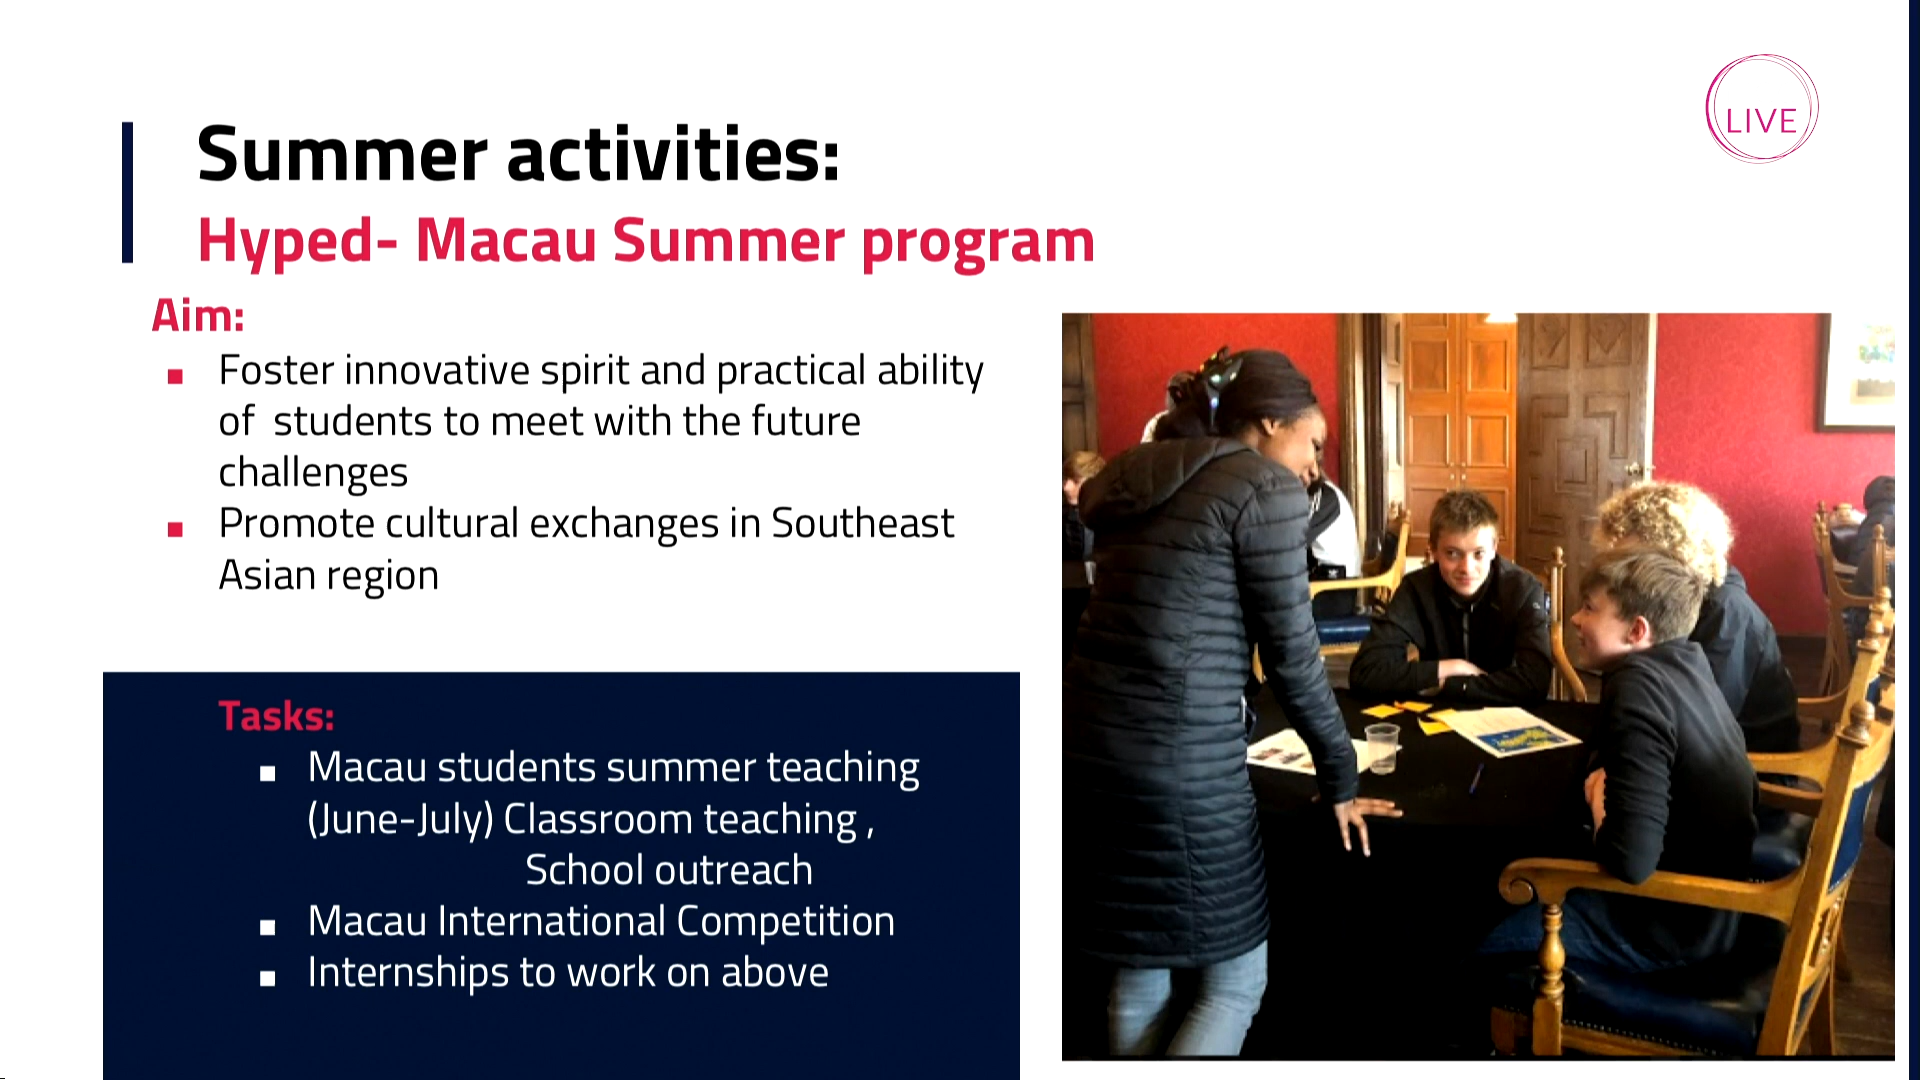 LIVE
Summer activities:
Hyped- Macau Summer program
Aim:
▪ Foster innovative spirit and practical ability
of  students to meet with the future
challenges
▪ Promote cultural exchanges in Southeast
Asian region
Tasks:
▪ Macau students summer teaching
(June-July) Classroom teaching ,
School outreach
▪ Macau International Competition
▪ Internships to work on above